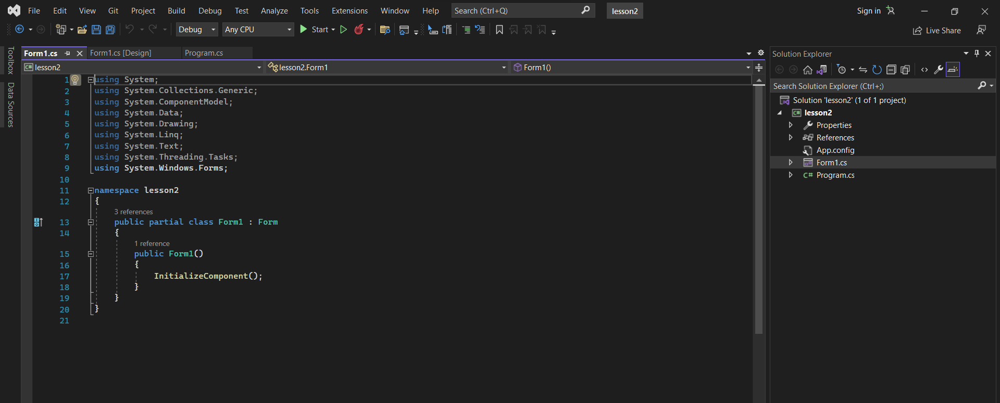 File Edit View Git Project Build Debug Test Analyze Tools Extensions Window Help Search (Ctrl+Q) lesson2 Sign in
Debug Any CPU Start Live Share
Toolbox
Data Sources
Form1.cs Form1.cs [Design] Program.cs
C# lesson2 lesson2.Form1 Form1()
1 using System;
2 using System.Collections.Generic;
3 using System.ComponentModel;
4 using System.Data;
5 using System.Drawing;
6 using System.Linq;
7 using System.Text;
8 using System.Threading.Tasks;
9 using System.Windows.Forms;
10
11 namespace lesson2
12 {
3 references
13 public partial class Form1 : Form
14 {
1 reference
15 public Form1()
16 {
17 InitializeComponent();
18 }
19 }
20 }
21
Solution Explorer
Search Solution Explorer (Ctrl+;)
Solution 'lesson2' (1 of 1 project)
C# lesson2
Properties
References
App.config
Form1.cs
C# Program.cs